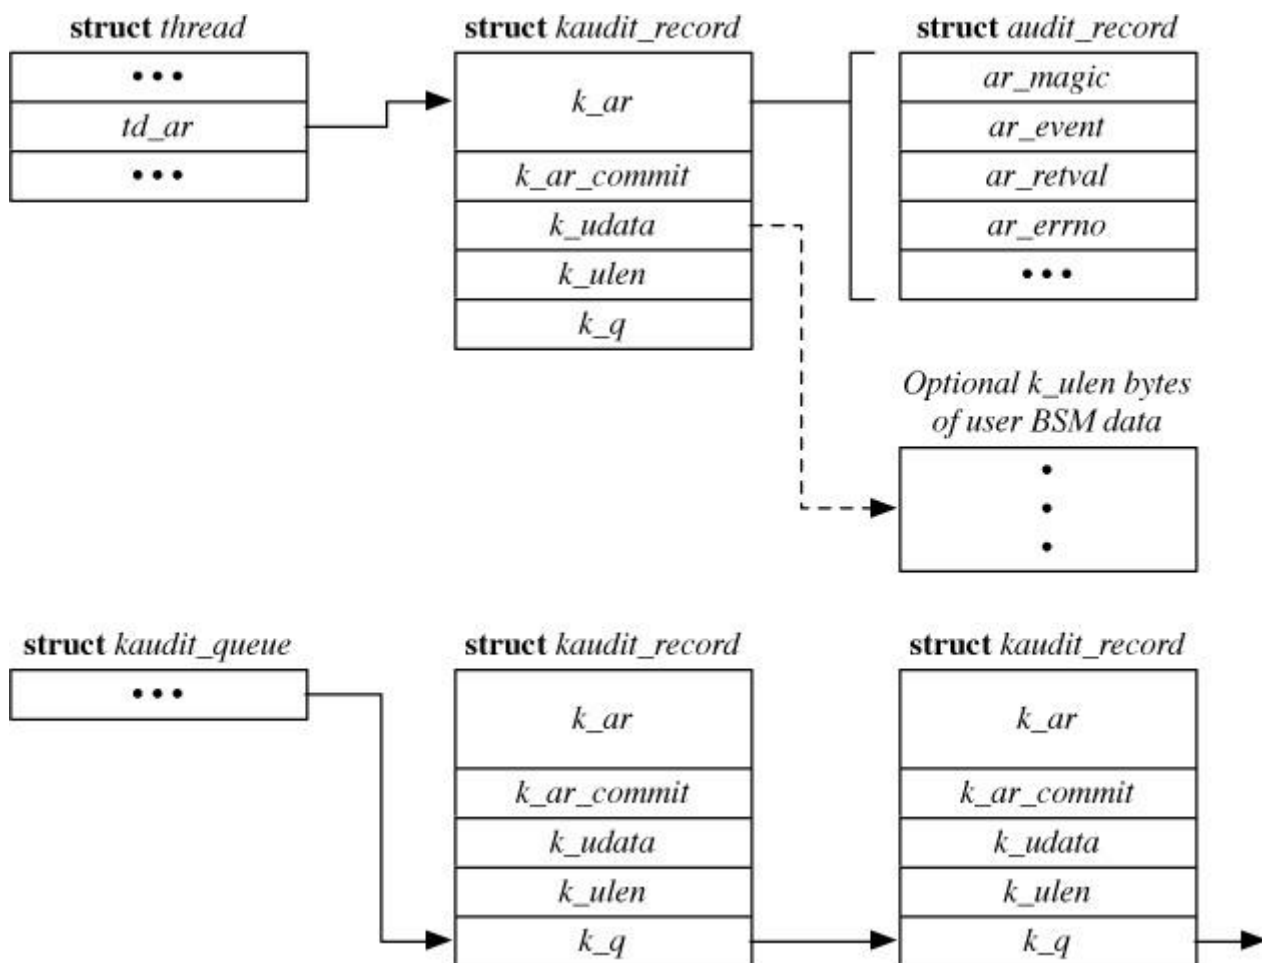 struct thread
•••
td_ar
•••
struct kaudit_record
k_ar
k_ar_commit
k_udata
k_ulen
k_q
struct audit_record
ar_magic
ar_event
ar_retval
ar_errno
•••
Optional k_ulen bytes
of user BSM data
struct kaudit_queue
•••
struct kaudit_record
k_ar
k_ar_commit
k_udata
k_ulen
k_q
struct kaudit_record
k_ar
k_ar_commit
k_udata
k_ulen
k_q